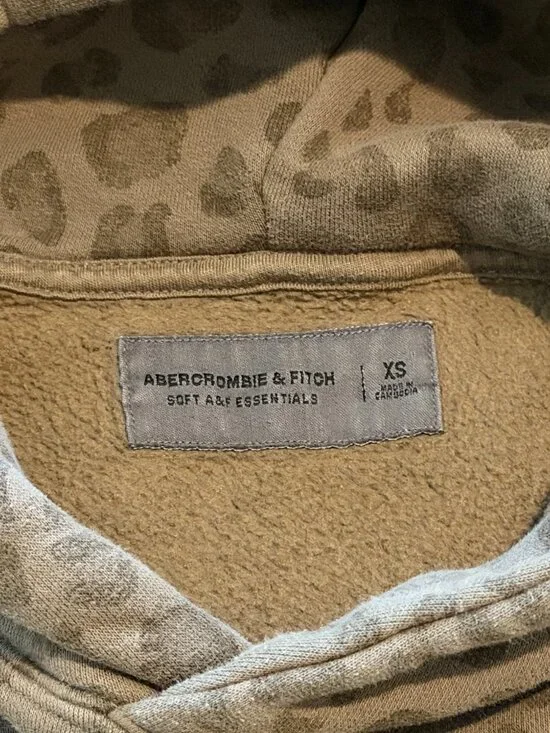 ABERCROMBIE & FITCH
SOFT A&F ESSENTIALS
XS
MADE IN
CAMBODIA